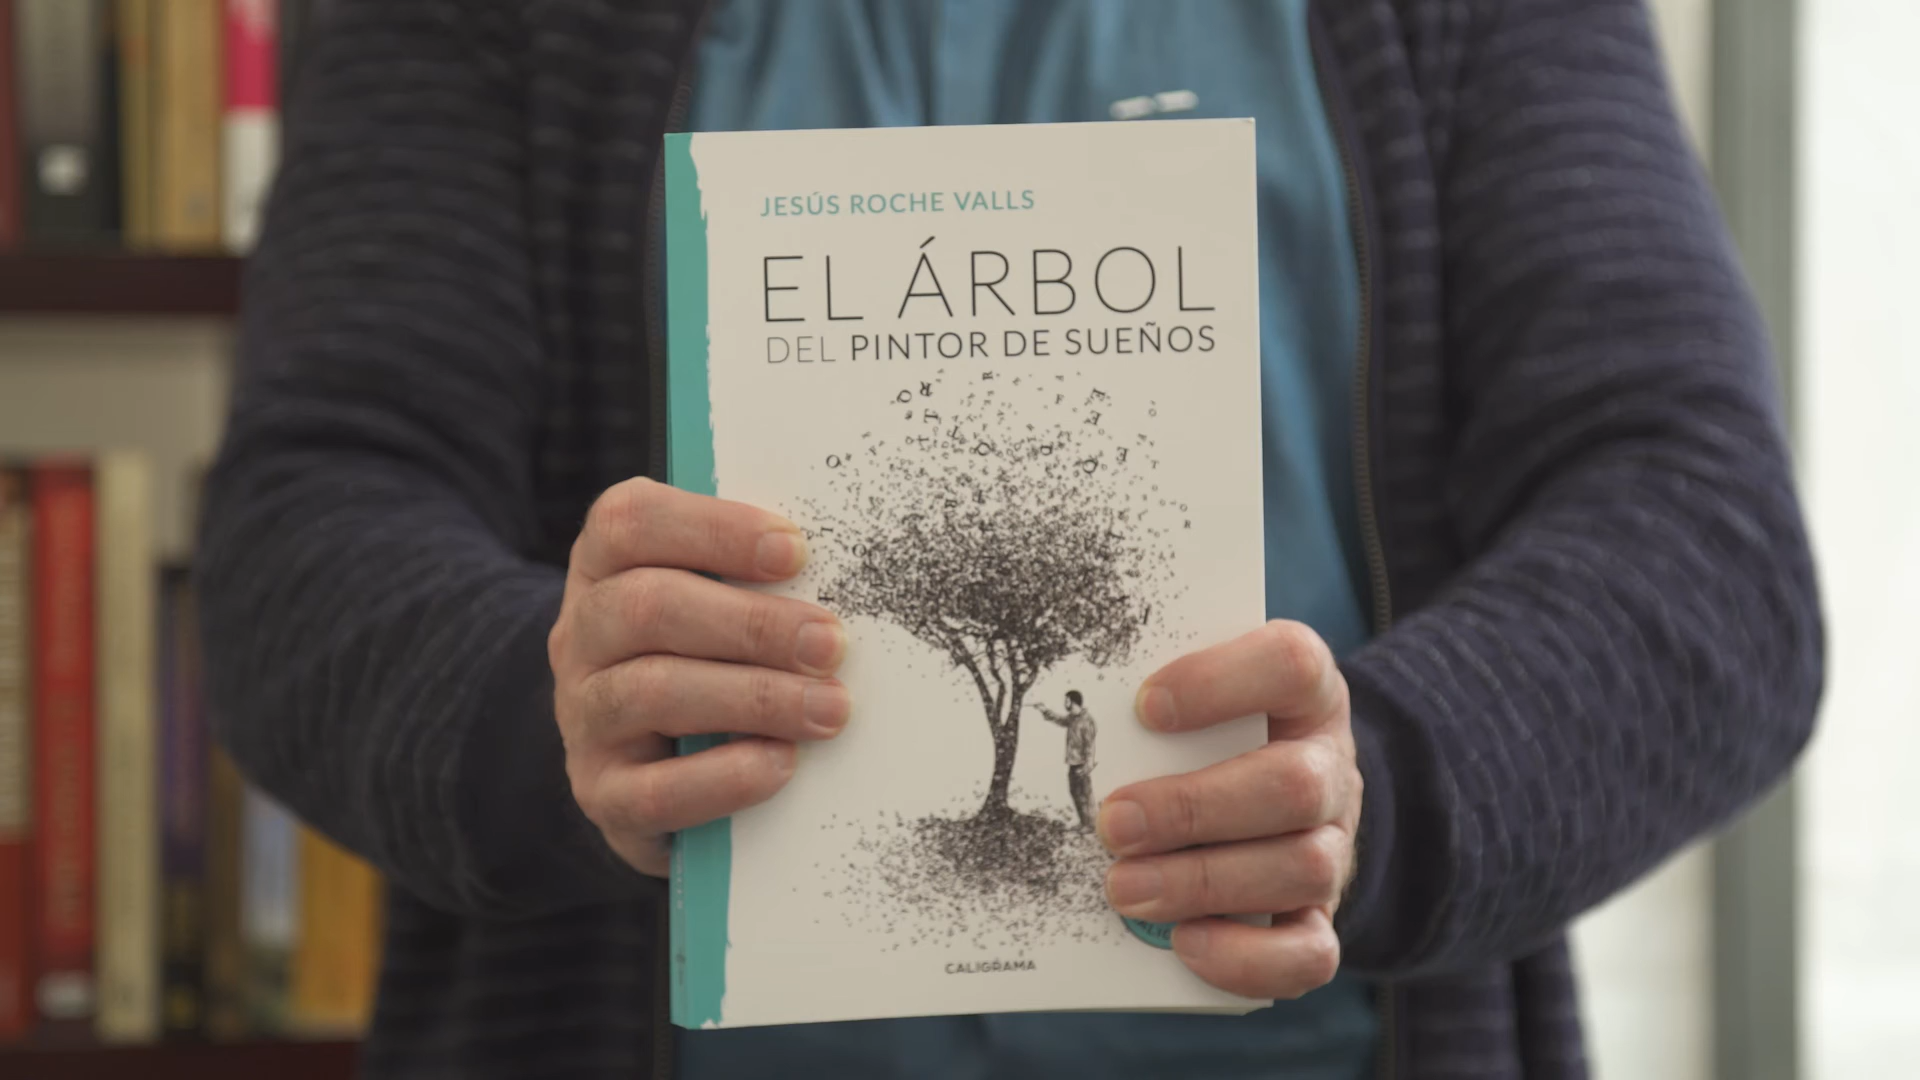 JESÚS ROCHE VALLS
EL ÁRBOL
DEL PINTOR DE SUEÑOS
CALIGRAMA